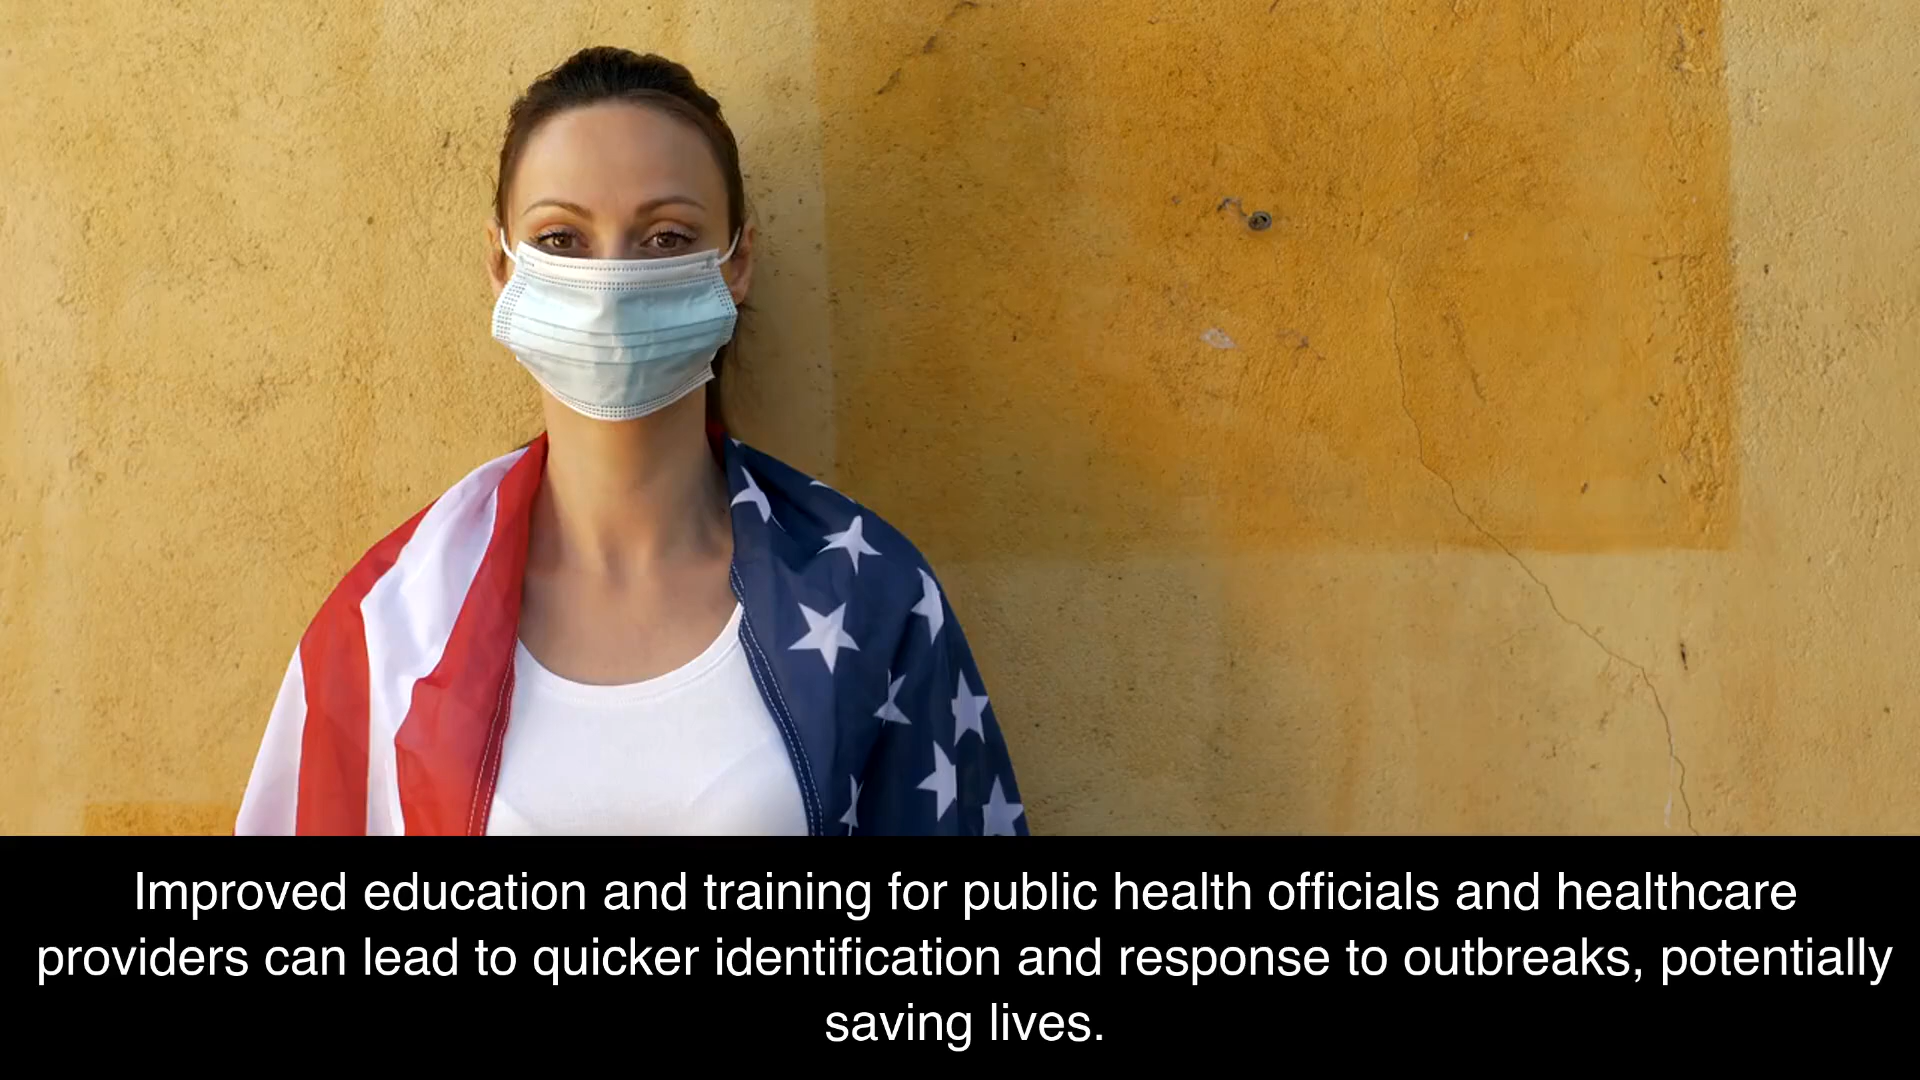 Improved education and training for public health officials and healthcare
providers can lead to quicker identification and response to outbreaks, potentially
saving lives.